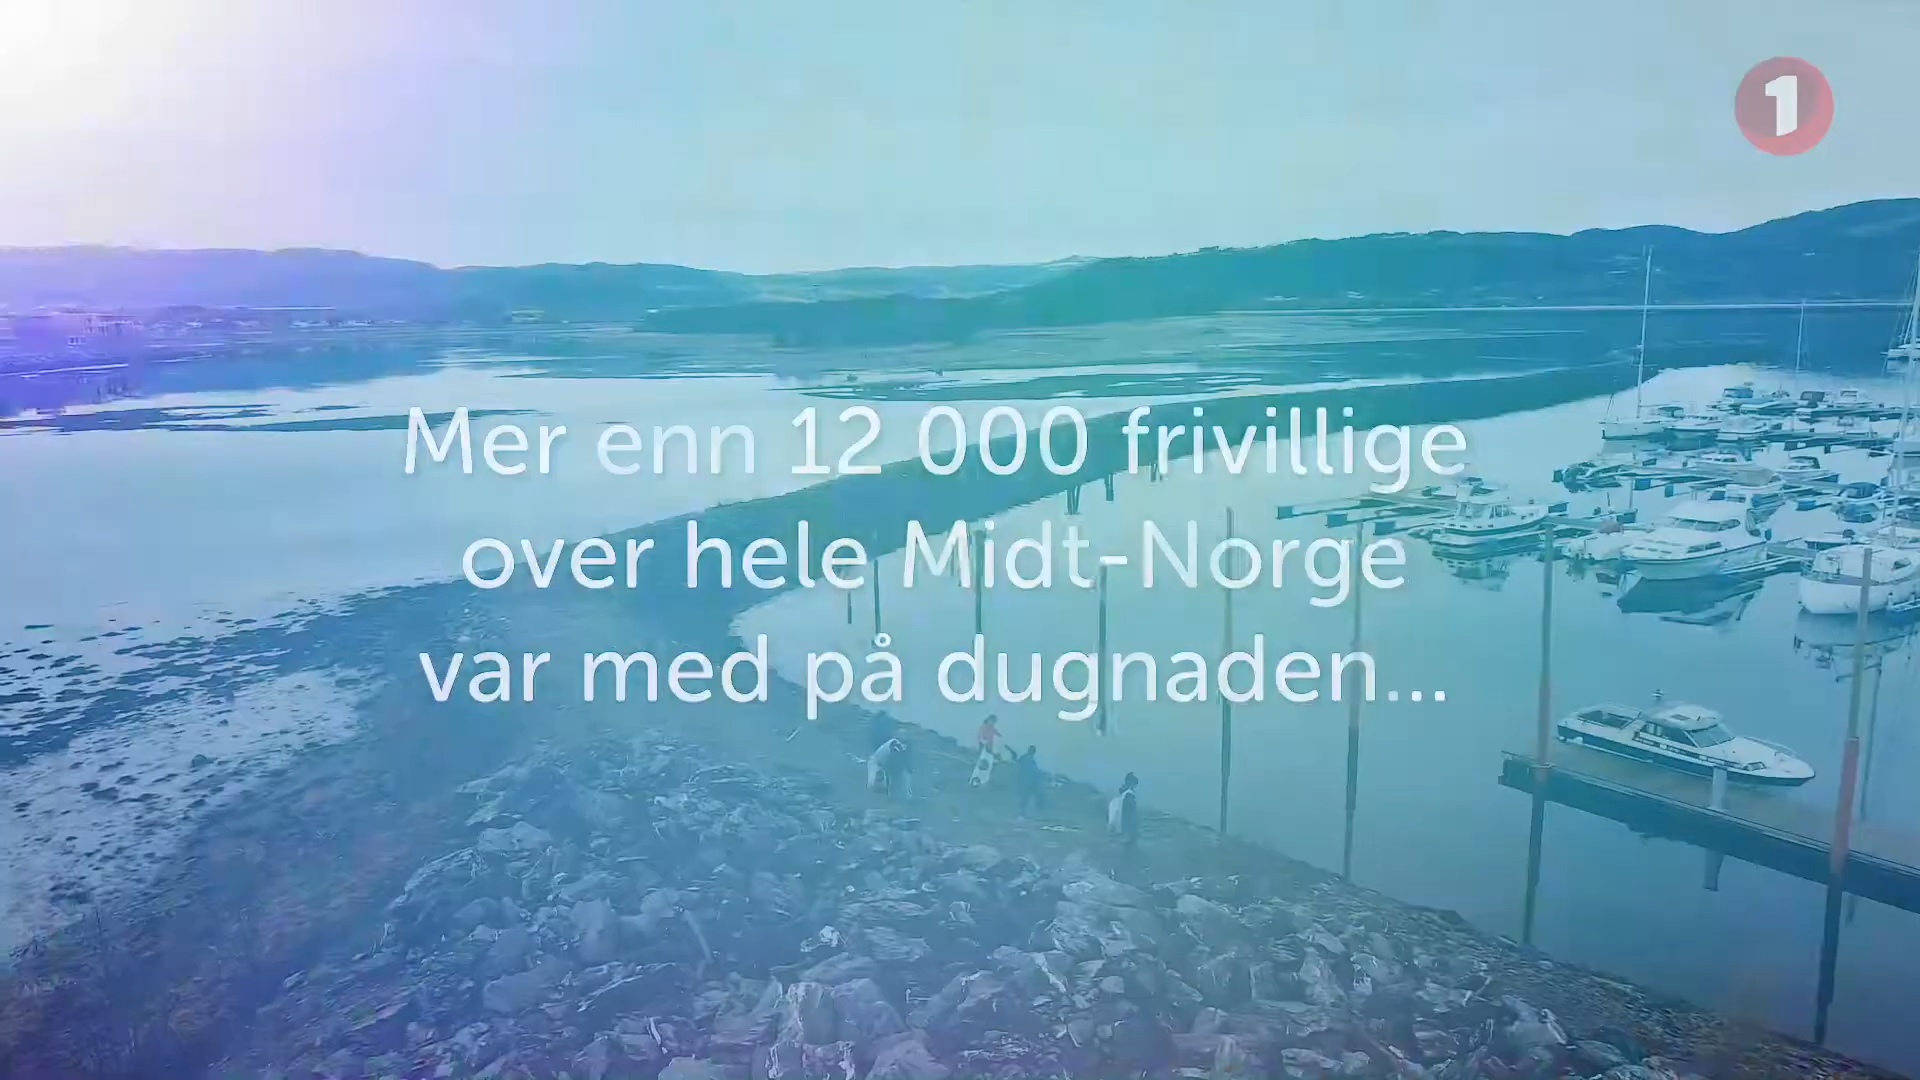 1
Mer enn 12 000 frivillige
over hele Midt-Norge
var med på dugnaden...